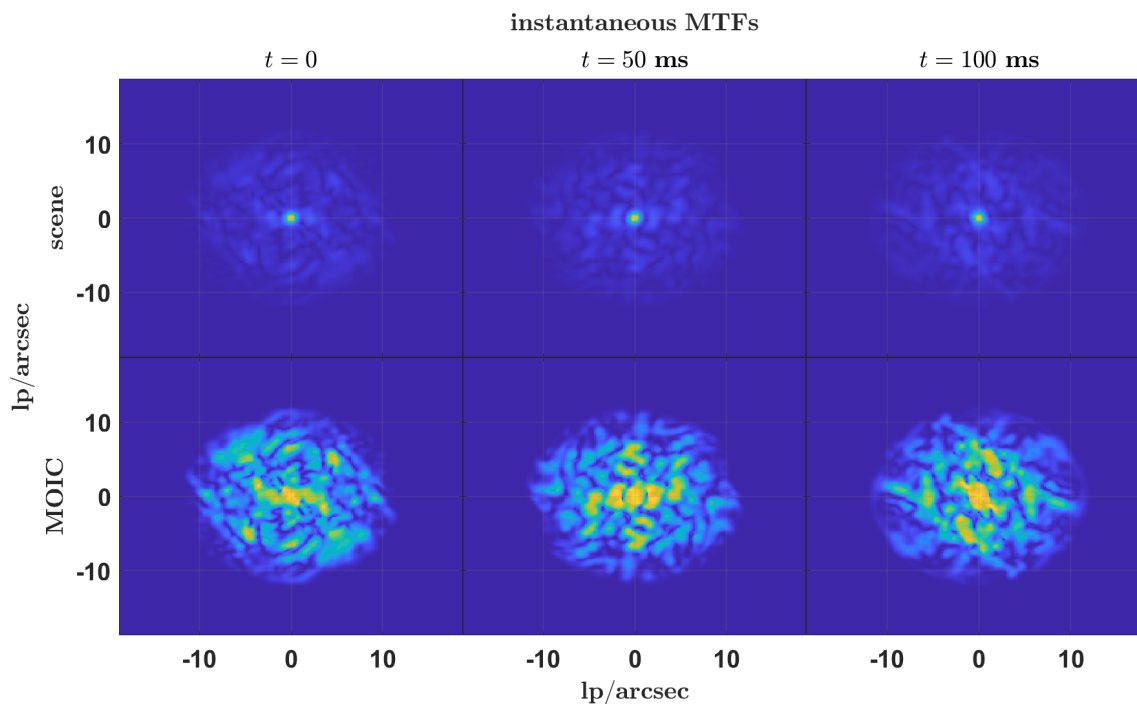 instantaneous MTFs
t = 0
t = 50 ms
t = 100 ms
scene
10
0
-10
lp/arcsec
MOIC
10
0
-10
-10 0 10
-10 0 10
-10 0 10
lp/arcsec